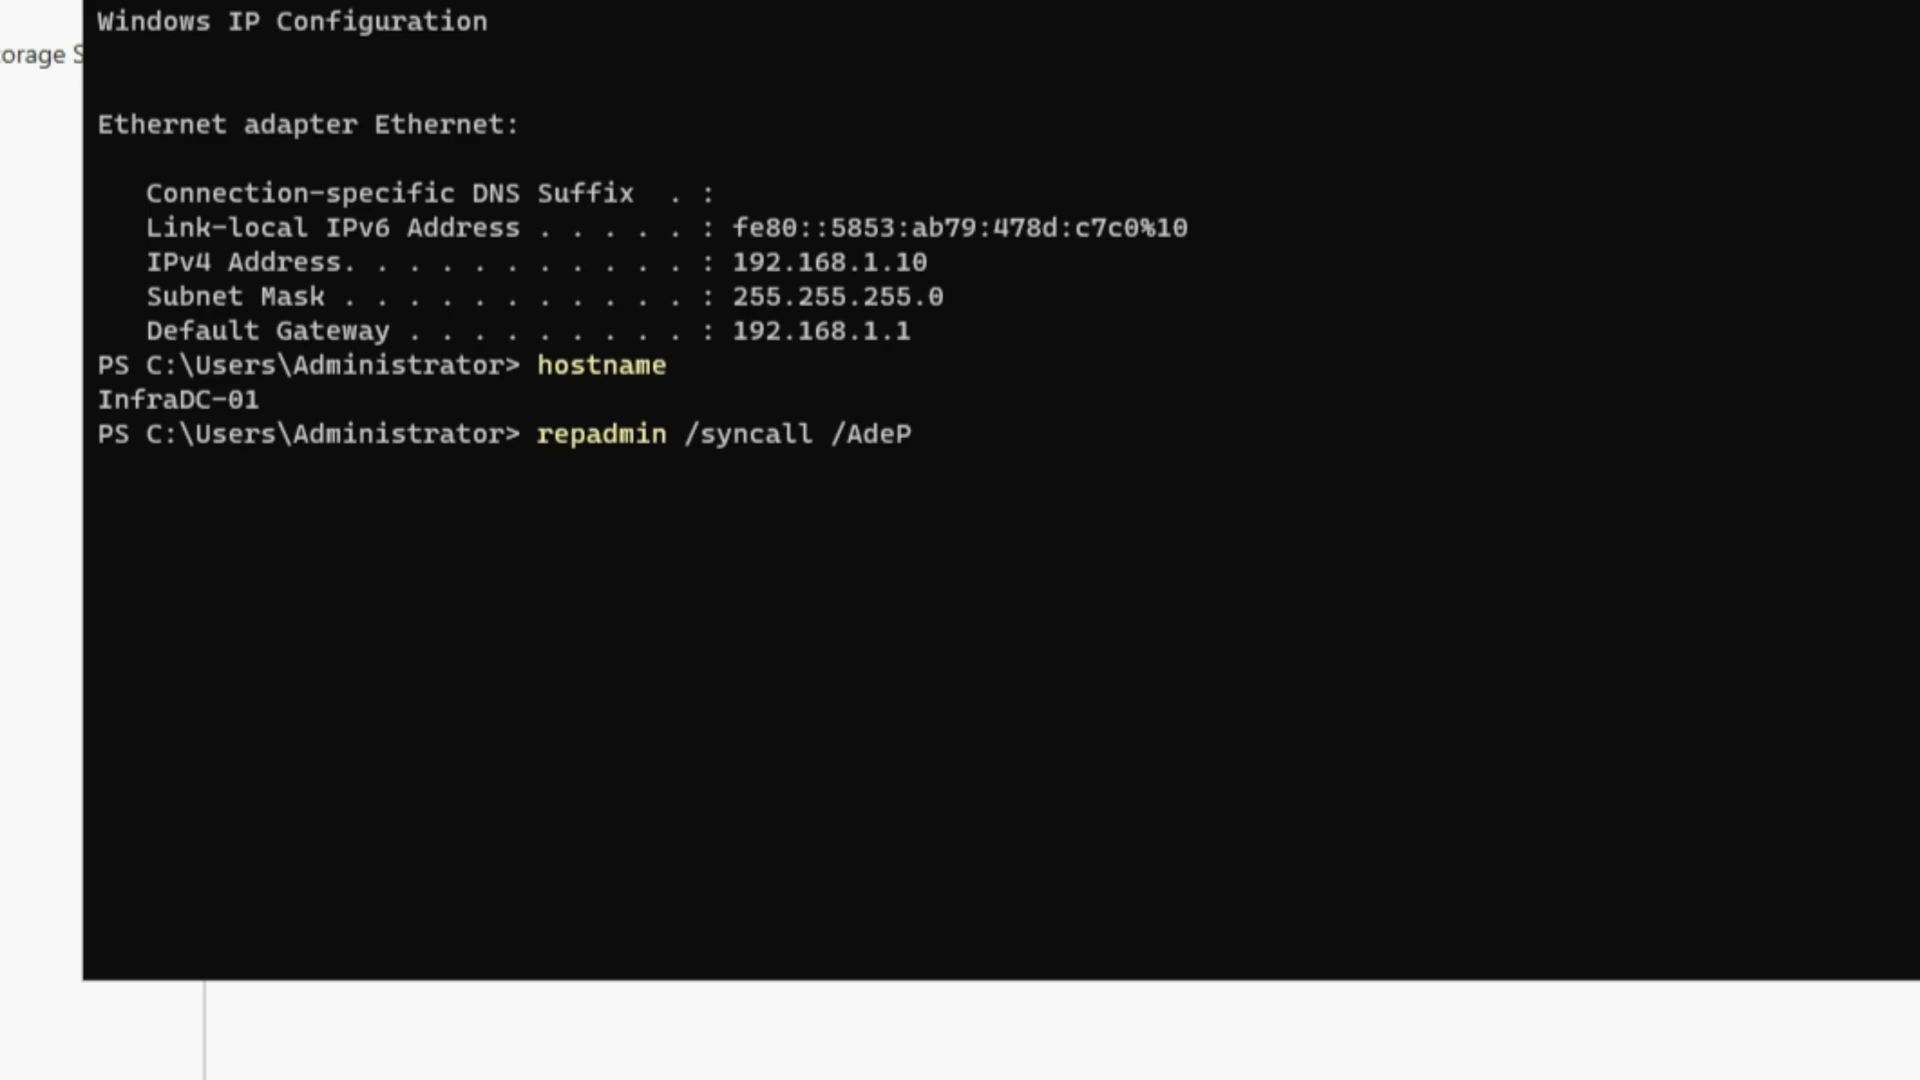 Windows IP Configuration
orage S
Ethernet adapter Ethernet:
Connection-specific DNS Suffix  . :
Link-local IPv6 Address . . . . . : fe80::5853:ab79:478d:c7c0%10
IPv4 Address. . . . . . . . . . . : 192.168.1.10
Subnet Mask . . . . . . . . . . . : 255.255.255.0
Default Gateway . . . . . . . . . : 192.168.1.1
PS C:\Users\Administrator> hostname
InfraDC-01
PS C:\Users\Administrator> repadmin /syncall /AdeP